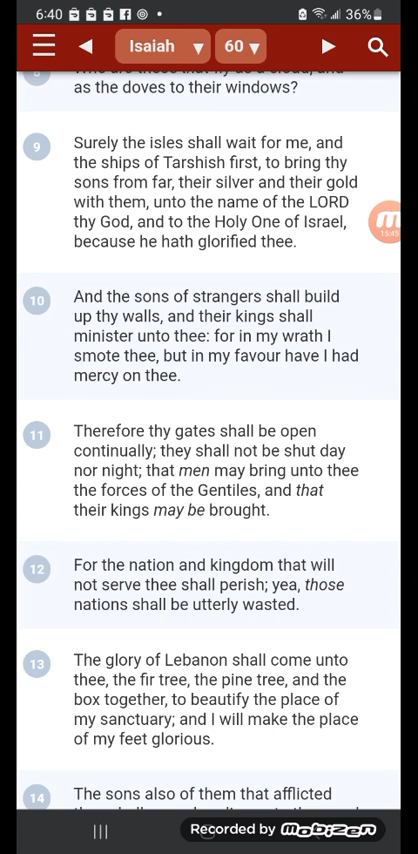 6:40
36%
Isaiah ▼ 60 ▼
as the doves to their windows?
9 Surely the isles shall wait for me, and
the ships of Tarshish first, to bring thy
sons from far, their silver and their gold
with them, unto the name of the LORD
thy God, and to the Holy One of Israel,
because he hath glorified thee.
m
15:45
10 And the sons of strangers shall build
up thy walls, and their kings shall
minister unto thee: for in my wrath I
smote thee, but in my favour have I had
mercy on thee.
11 Therefore thy gates shall be open
continually; they shall not be shut day
nor night; that men may bring unto thee
the forces of the Gentiles, and that
their kings may be brought.
12 For the nation and kingdom that will
not serve thee shall perish; yea, those
nations shall be utterly wasted.
13 The glory of Lebanon shall come unto
thee, the fir tree, the pine tree, and the
box together, to beautify the place of
my sanctuary; and I will make the place
of my feet glorious.
14 The sons also of them that afflicted
Recorded by mobizen